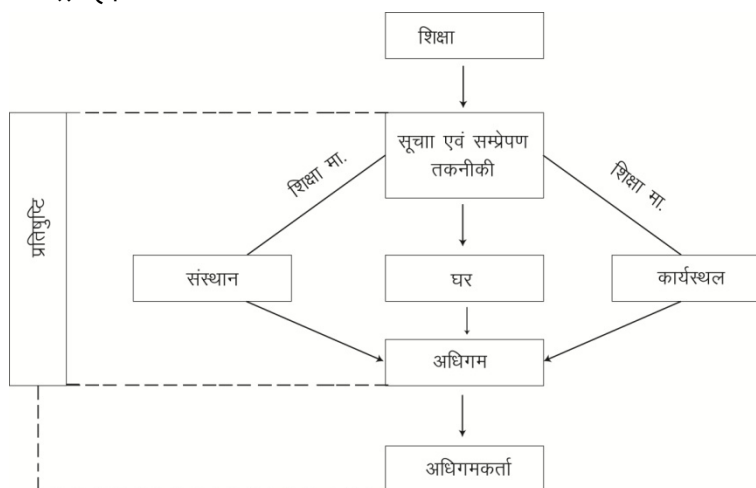 शिक्षा
सूचाा एवं सम्प्रेपण
तकनीकी
शिक्षा मा.
शिक्षा मा.
प्रतिषुप्टि
संस्थान
घर
कार्यस्थल
अधिगम
अधिगमकर्ता